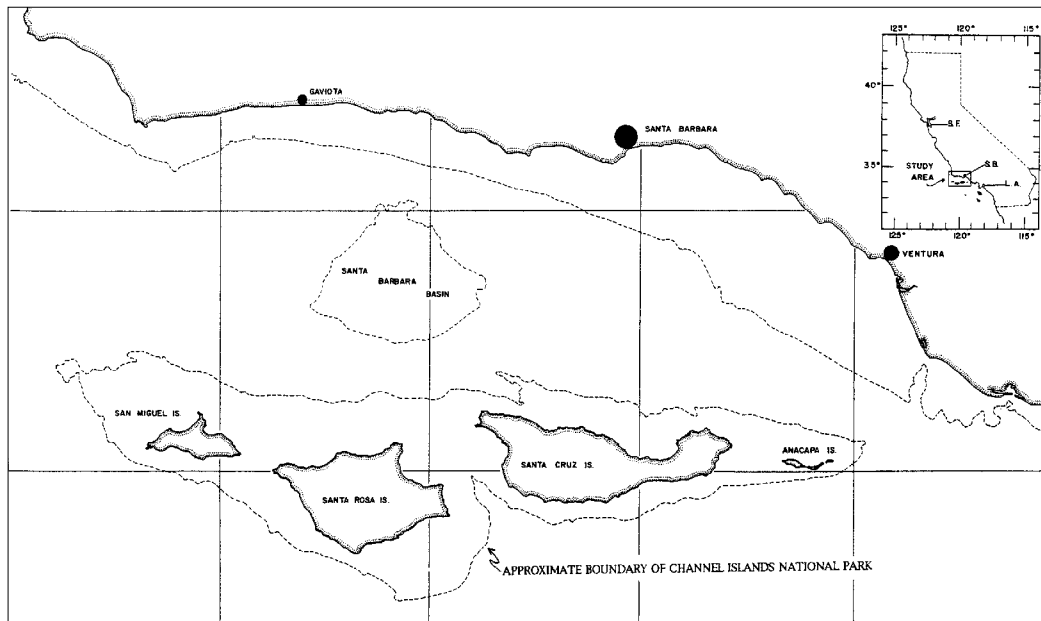 GAVIOTA
SANTA BARBARA
VENTURA
SANTA
BARBARA
BASIN
SAN MIGUEL IS.
SANTA ROSA IS.
SANTA CRUZ IS.
ANACAPA IS.
APPROXIMATE BOUNDARY OF CHANNEL ISLANDS NATIONAL PARK
125° 120° 115°
40°
S.F.
35°
STUDY
AREA
S.B.
L.A.
125° 120° 115°